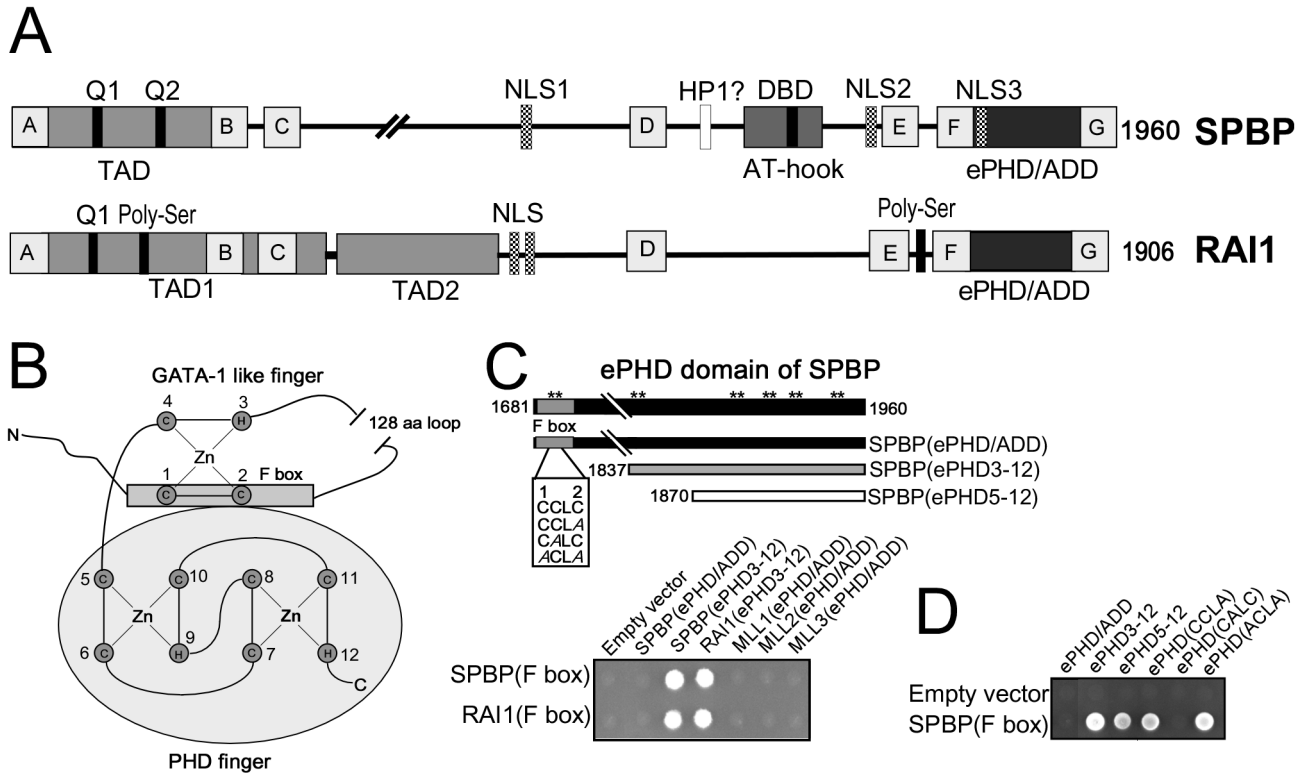 A
Q1 Q2 NLS1 HP1? DBD NLS2 NLS3
A B C D E F G 1960 SPBP
TAD AT-hook ePHD/ADD
Q1 Poly-Ser NLS Poly-Ser
A B C D E F G 1906 RAI1
TAD1 TAD2 ePHD/ADD
B
GATA-1 like finger
4 3
C H
128 aa loop
N
Zn
1 2 F box
C C
5 C C 10 C 8 C 11
Zn Zn
9
6 C H C 7 H 12
C
PHD finger
C
ePHD domain of SPBP
** ** ** ** ** **
1681 1960
F box
SPBP(ePHD/ADD)
1837 SPBP(ePHD3-12)
1870 SPBP(ePHD5-12)
1 2
CCLC
CCLA
CALC
ACLA
Empty vector
SPBP(ePHD/ADD)
SPBP(ePHD3-12)
RAI1(ePHD3-12)
MLL1(ePHD/ADD)
MLL2(ePHD/ADD)
MLL3(ePHD/ADD)
SPBP(F box)
RAI1(F box)
D
ePHD/ADD
ePHD3-12
ePHD5-12
ePHD(CCLA)
ePHD(CALC)
ePHD(ACLA)
Empty vector
SPBP(F box)